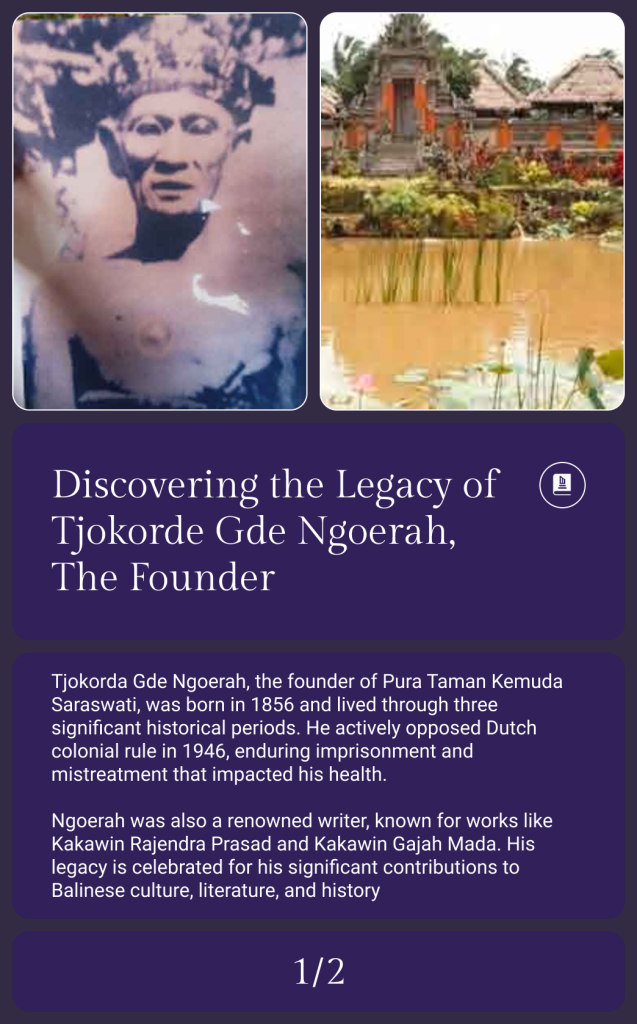 Discovering the Legacy of
Tjokorde Gde Ngoerah,
The Founder
Tjokorda Gde Ngoerah, the founder of Pura Taman Kemuda
Saraswati, was born in 1856 and lived through three
significant historical periods. He actively opposed Dutch
colonial rule in 1946, enduring imprisonment and
mistreatment that impacted his health.
Ngoerah was also a renowned writer, known for works like
Kakawin Rajendra Prasad and Kakawin Gajah Mada. His
legacy is celebrated for his significant contributions to
Balinese culture, literature, and history
1/2